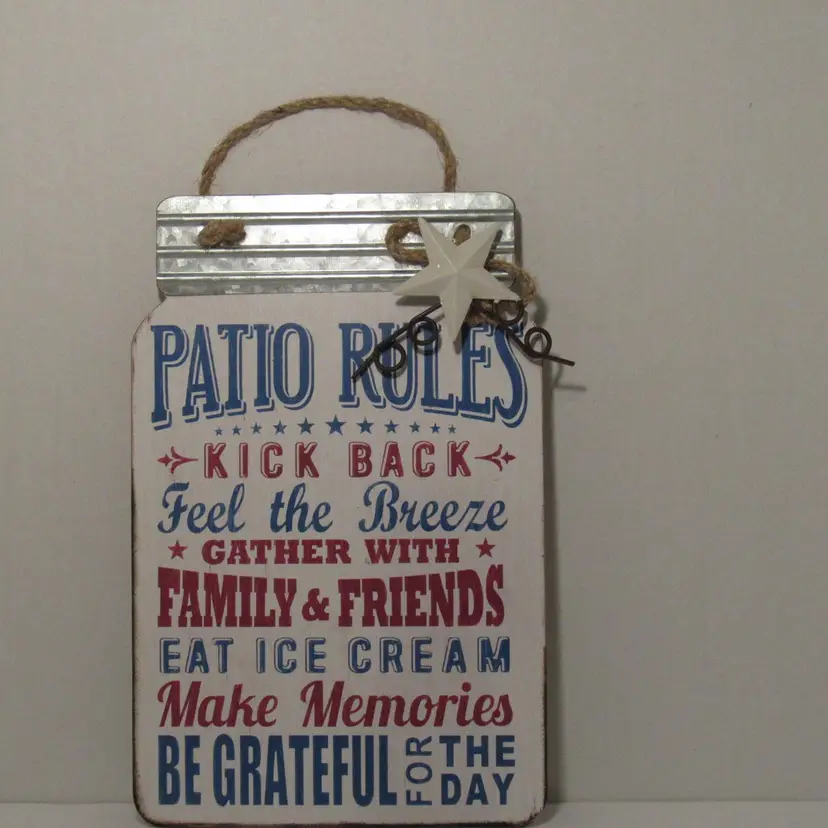 PATIO RULES
KICK BACK
Feel the Breeze
GATHER WITH
FAMILY & FRIENDS
EAT ICE CREAM
Make Memories
BE GRATEFUL FOR THE DAY